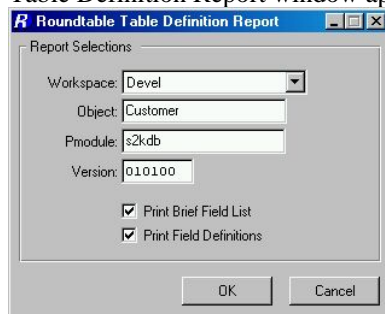 Table Definition Report window ap
Roundtable Table Definition Report
Report Selections
Workspace: Devel
Object: Customer
Pmodule: s2kdb
Version: 010100
Print Brief Field List
Print Field Definitions
OK Cancel